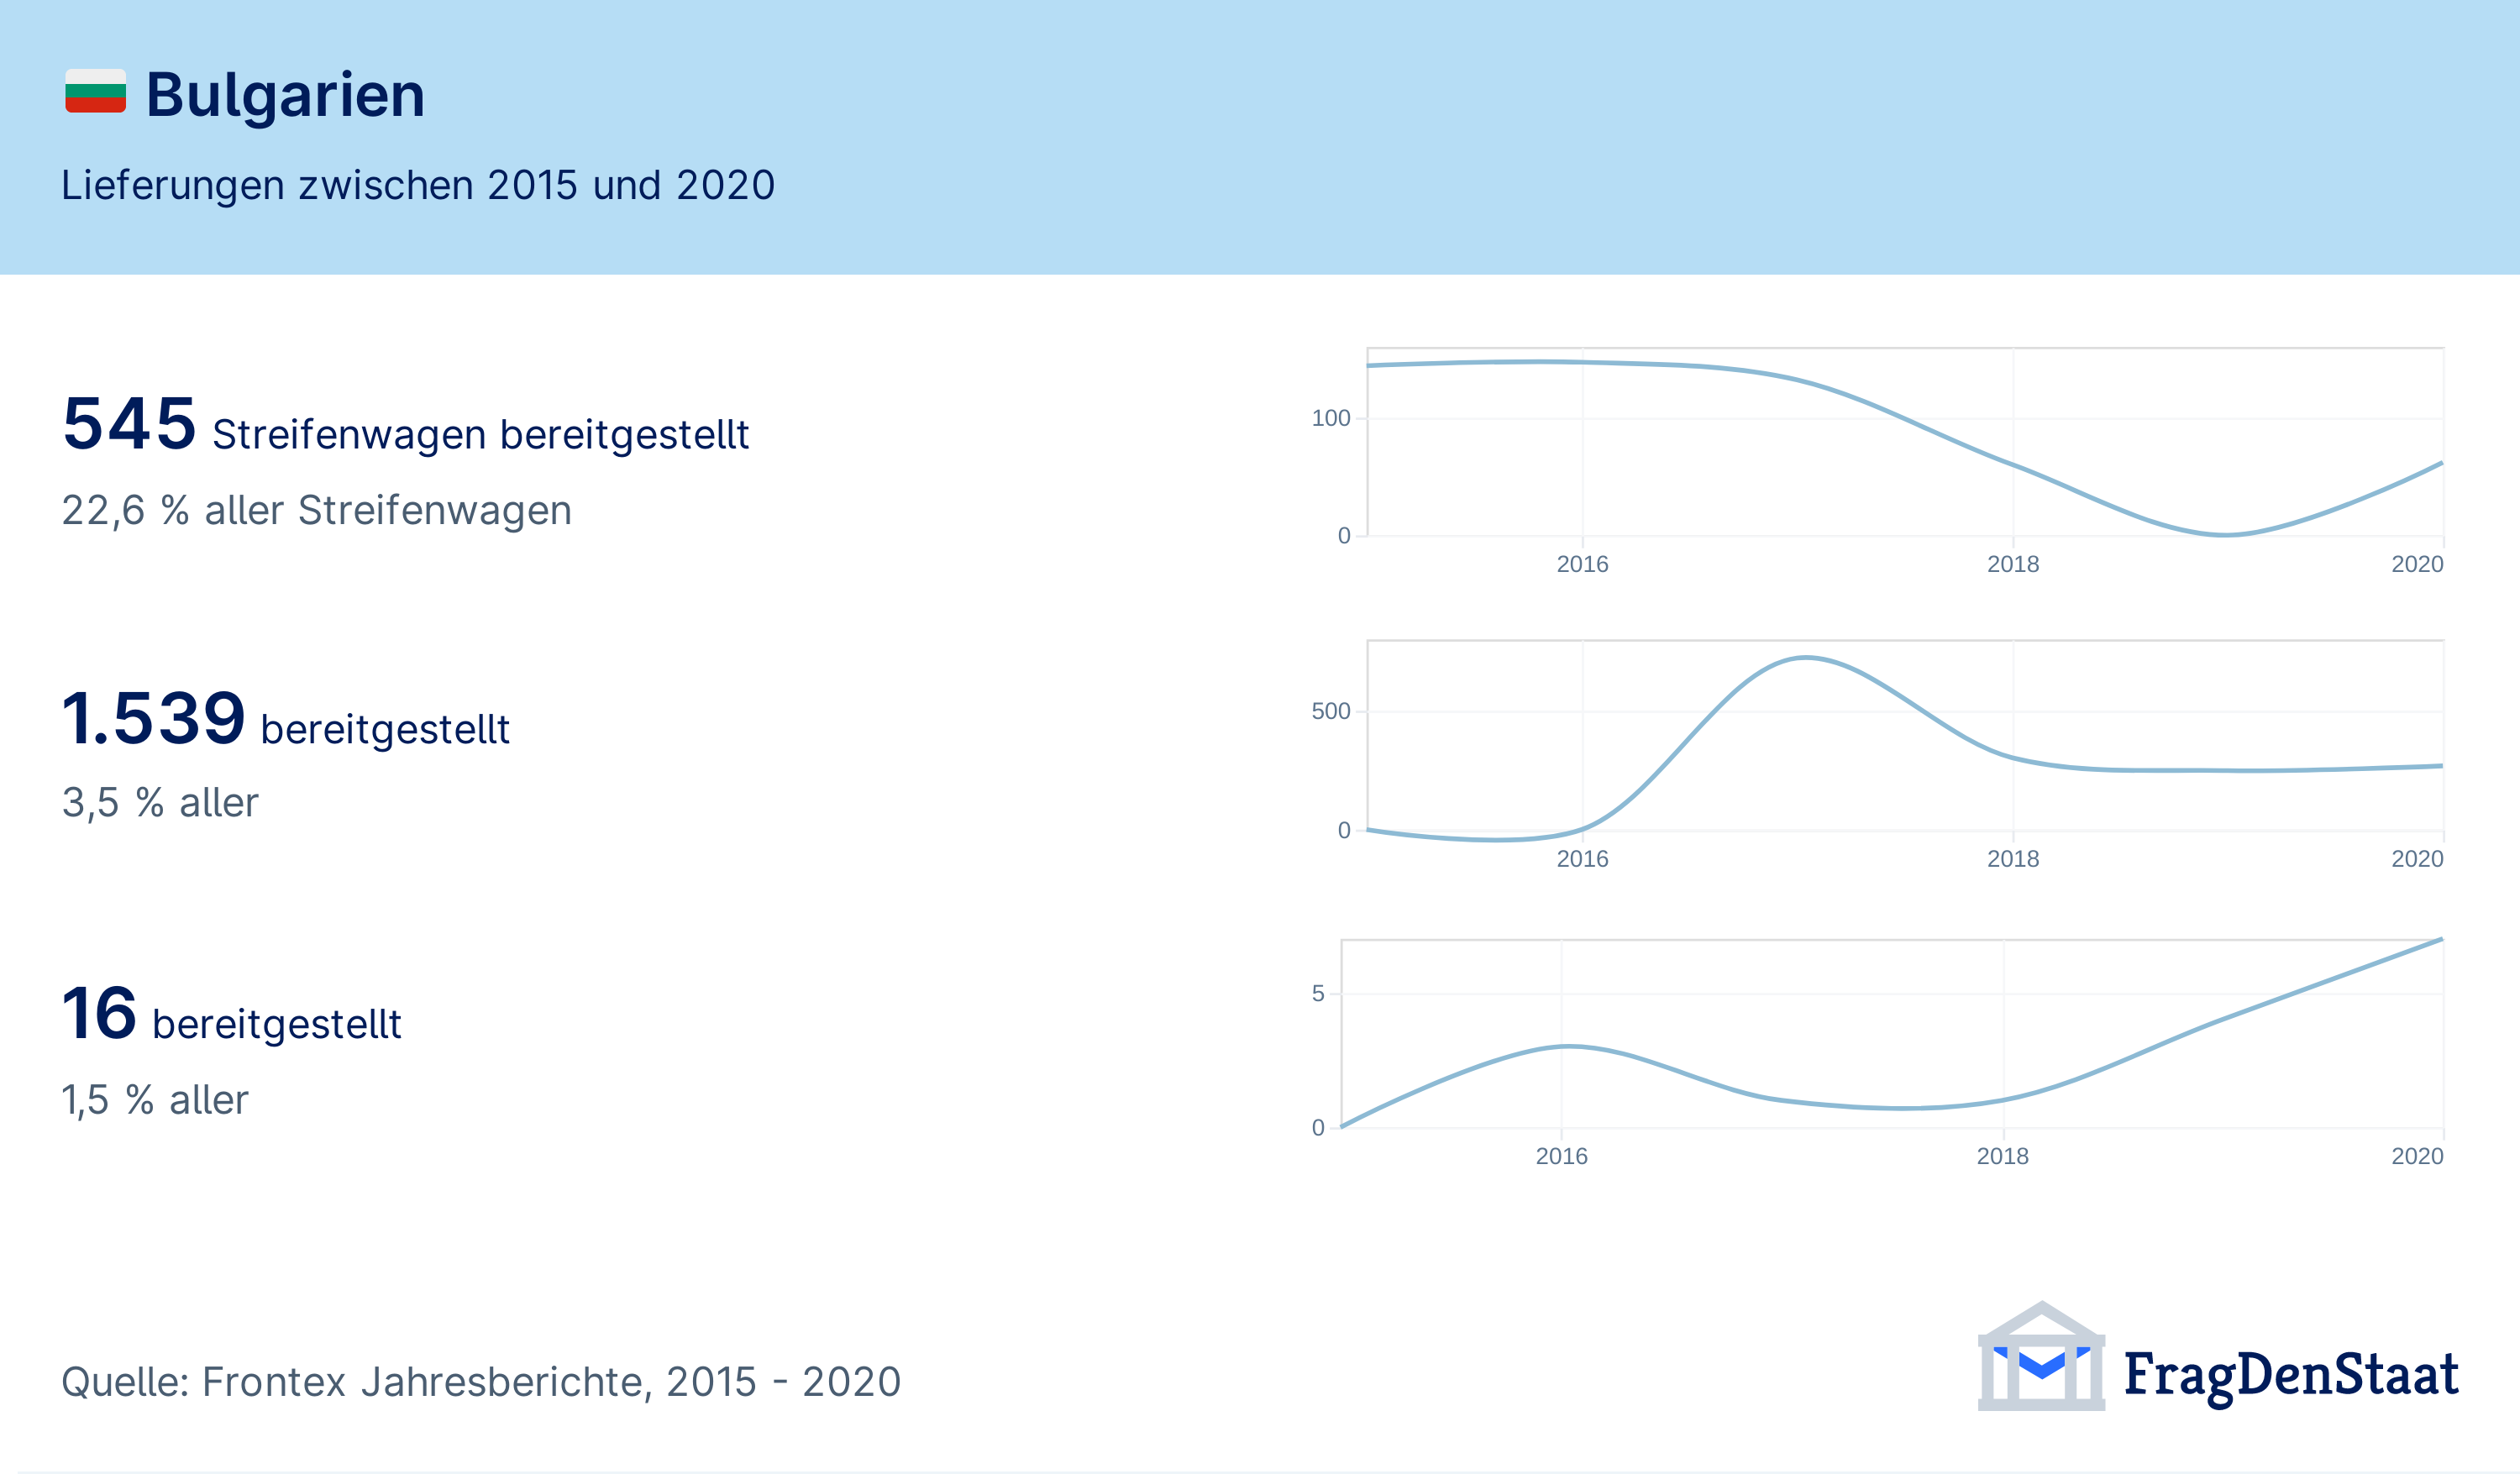 Bulgarien
Lieferungen zwischen 2015 und 2020
545 Streifenwagen bereitgestellt
22,6 % aller Streifenwagen
100
0
2016 2018 2020
1.539 bereitgestellt
3,5 % aller
500
0
2016 2018 2020
16 bereitgestellt
1,5 % aller
5
0
2016 2018 2020
Quelle: Frontex Jahresberichte, 2015 - 2020
FragDenStaat